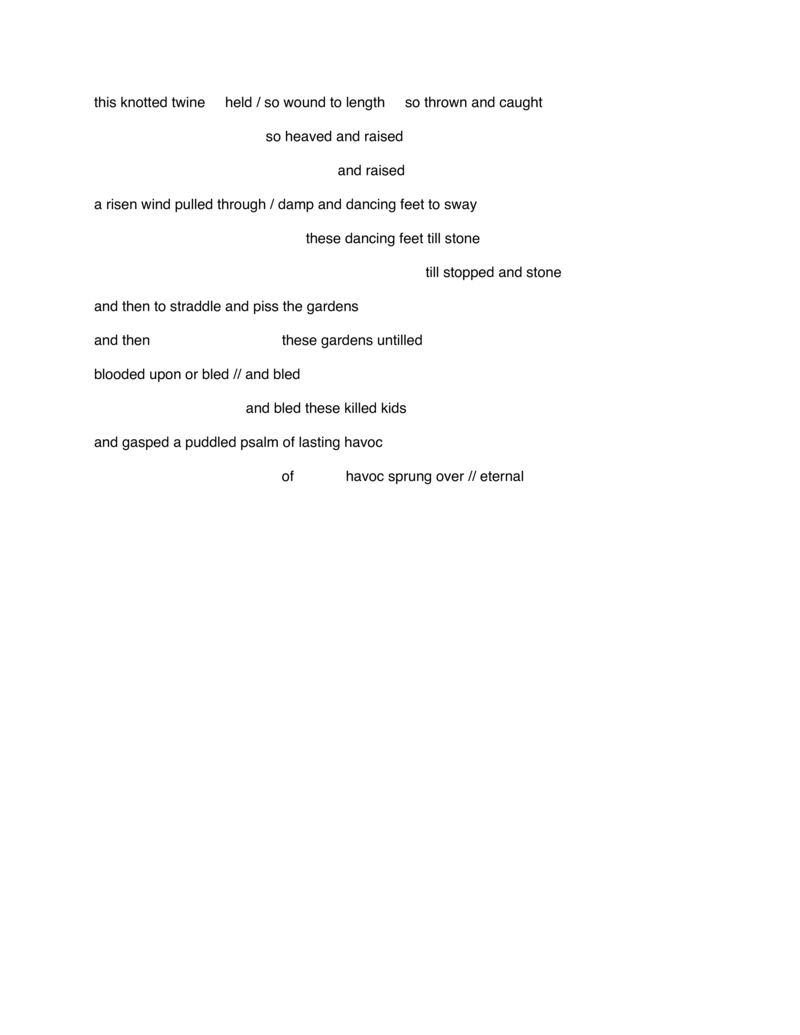 this knotted twine     held / so wound to length     so thrown and caught
so heaved and raised
and raised
a risen wind pulled through / damp and dancing feet to sway
these dancing feet till stone
till stopped and stone
and then to straddle and piss the gardens
and then     these gardens untilled
blooded upon or bled // and bled
and bled these killed kids
and gasped a puddled psalm of lasting havoc
of     havoc sprung over // eternal